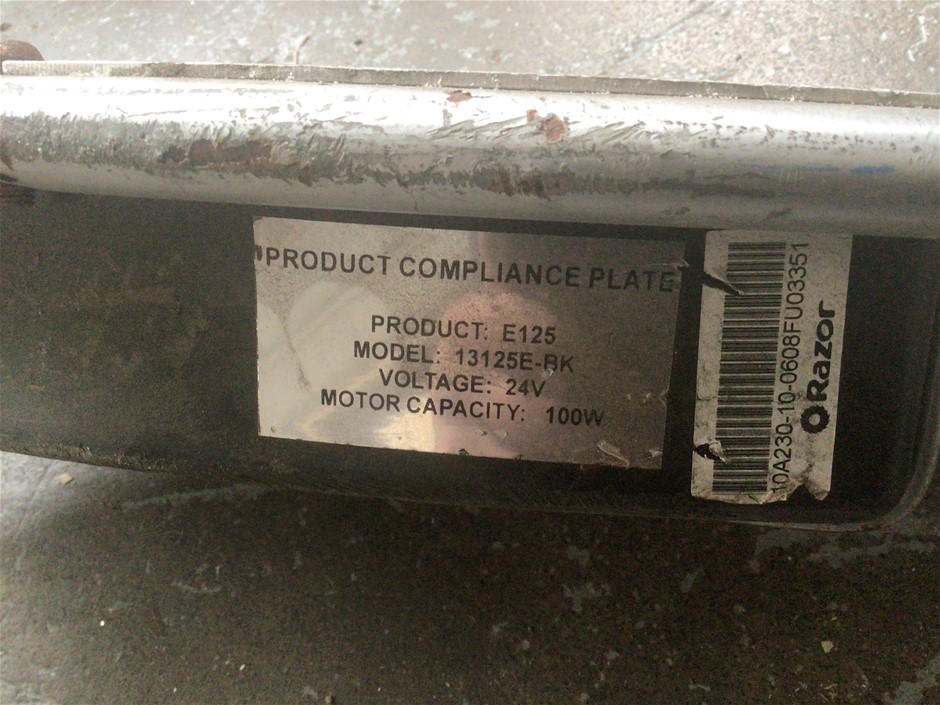 PRODUCT COMPLIANCE PLATE
PRODUCT: E125
MODEL: 13125E-BK
VOLTAGE: 24V
MOTOR CAPACITY: 100W
10A230-10-0608FU03351
Razor